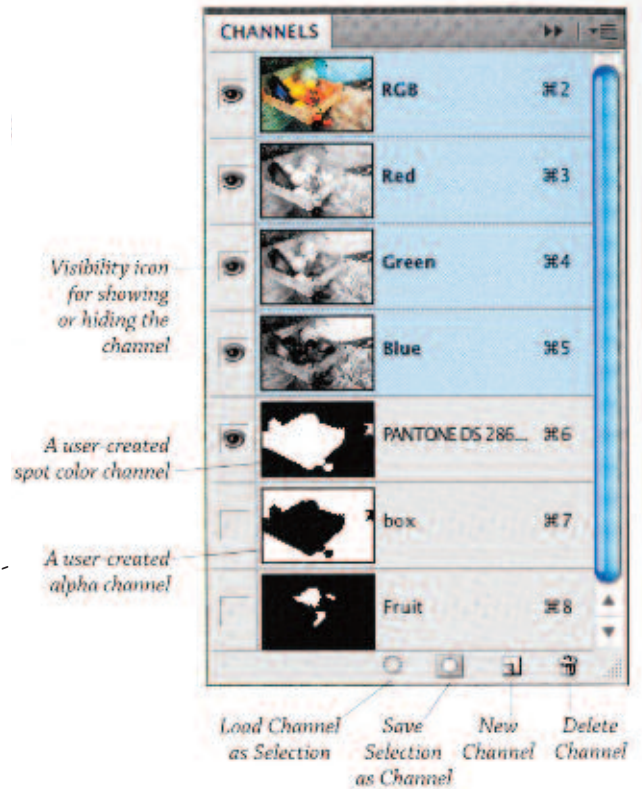 CHANNELS
RGB ⌘2
Red ⌘3
Green ⌘4
Visibility icon
for showing
or hiding the
channel
Blue ⌘5
PANTONE DS 286... ⌘6
A user-created
spot color channel
box ⌘7
A user-created
alpha channel
Fruit ⌘8
Load Channel
as Selection
Save
Selection
as Channel
New
Channel
Delete
Channel